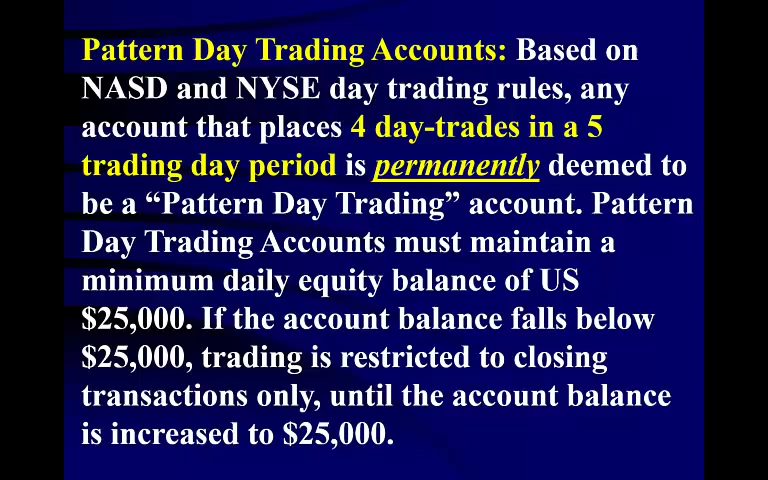 Pattern Day Trading Accounts: Based on
NASD and NYSE day trading rules, any
account that places 4 day-trades in a 5
trading day period is permanently deemed to
be a “Pattern Day Trading” account. Pattern
Day Trading Accounts must maintain a
minimum daily equity balance of US
$25,000. If the account balance falls below
$25,000, trading is restricted to closing
transactions only, until the account balance
is increased to $25,000.